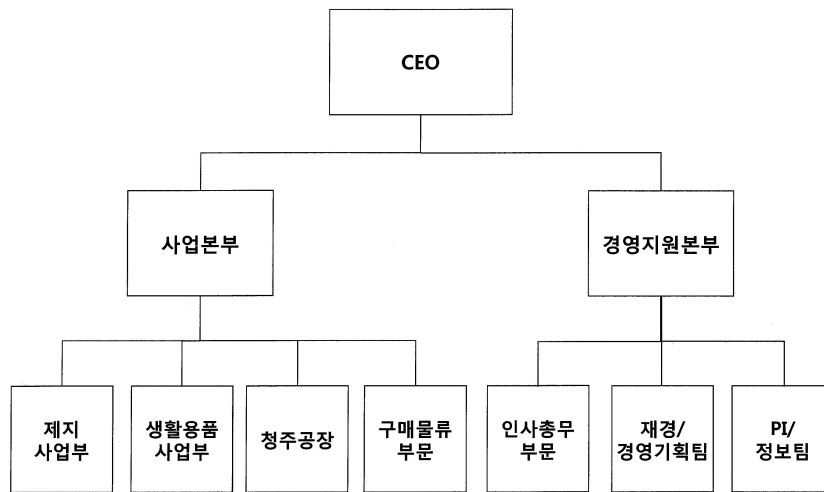 CEO
사업본부
경영지원본부
제지
사업부
생활용품
사업부
청주공장
구매물류
부문
인사총무
부문
재경/
경영기획팀
PI/
정보팀